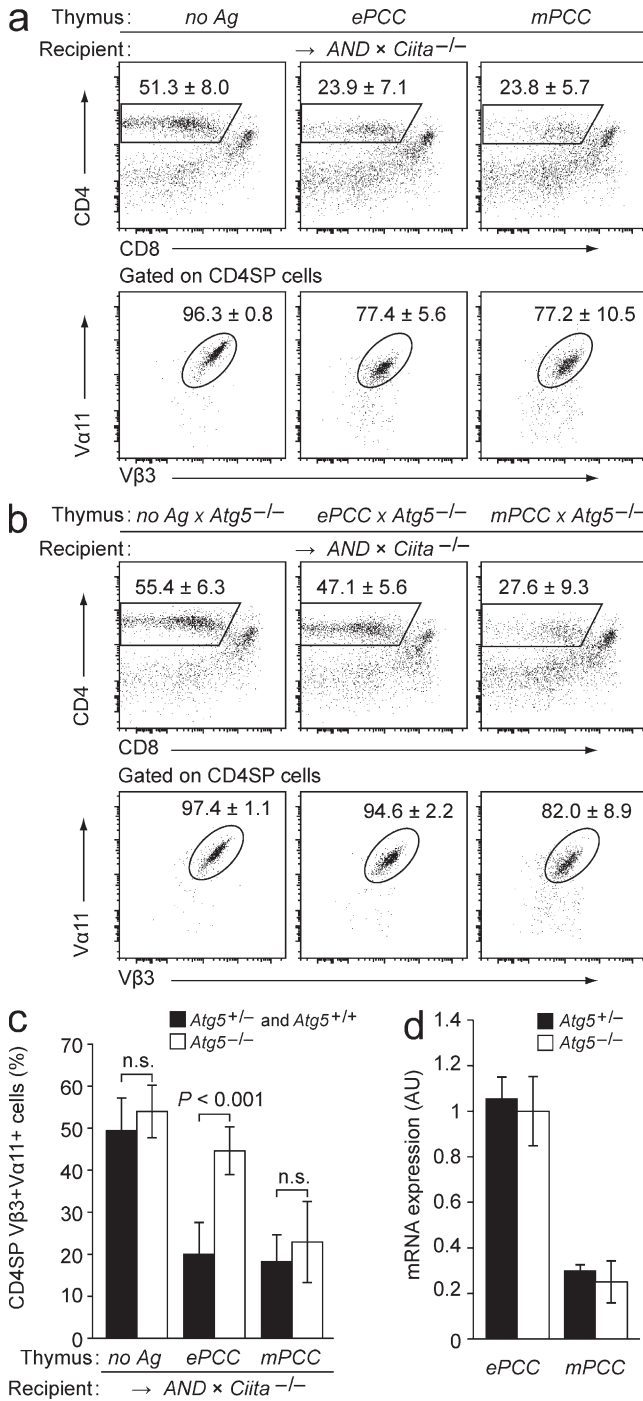 a
Thymus: no Ag ePCC mPCC
Recipient: → AND × Ciita−/−
51.3 ± 8.0 23.9 ± 7.1 23.8 ± 5.7
CD4
CD8
Gated on CD4SP cells
96.3 ± 0.8 77.4 ± 5.6 77.2 ± 10.5
Vα11
Vβ3
b
Thymus: no Ag x Atg5−/− ePCC x Atg5−/− mPCC x Atg5−/−
Recipient: → AND × Ciita−/−
55.4 ± 6.3 47.1 ± 5.6 27.6 ± 9.3
CD4
CD8
Gated on CD4SP cells
97.4 ± 1.1 94.6 ± 2.2 82.0 ± 8.9
Vα11
Vβ3
c
Atg5+/− and Atg5+/+
Atg5−/−
CD4SP Vβ3+Vα11+ cells (%)
70
60
50
40
30
20
10
0
n.s.
P < 0.001
n.s.
Thymus: no Ag ePCC mPCC
Recipient: → AND × Ciita−/−
d
Atg5+/−
Atg5−/−
mRNA expression (AU)
1.4
1.2
1
0.8
0.6
0.4
0.2
0
ePCC mPCC